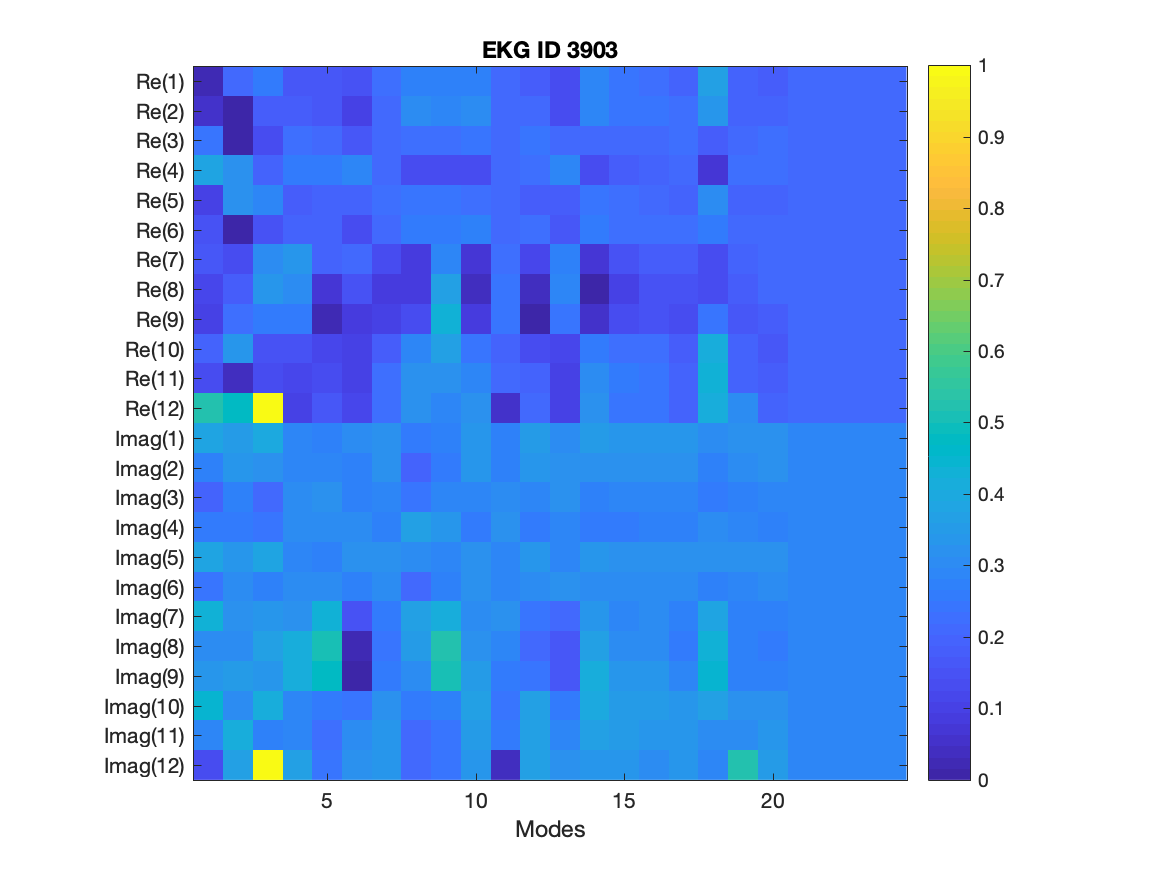 EKG ID 3903
Re(1)
Re(2)
Re(3)
Re(4)
Re(5)
Re(6)
Re(7)
Re(8)
Re(9)
Re(10)
Re(11)
Re(12)
Imag(1)
Imag(2)
Imag(3)
Imag(4)
Imag(5)
Imag(6)
Imag(7)
Imag(8)
Imag(9)
Imag(10)
Imag(11)
Imag(12)
5 10 15 20
Modes
1
0.9
0.8
0.7
0.6
0.5
0.4
0.3
0.2
0.1
0